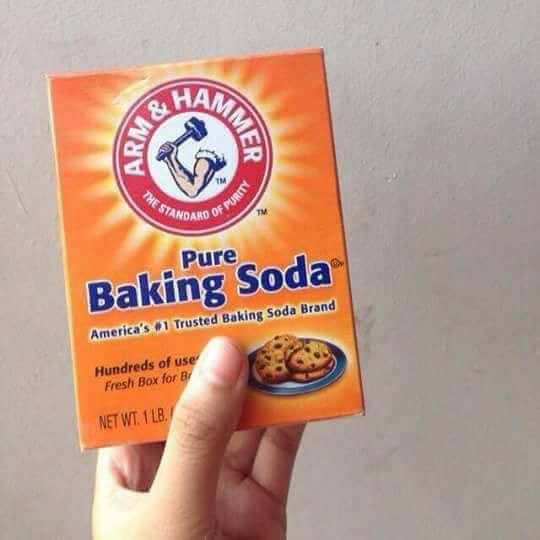 ARM & HAMMER
TM
THE STANDARD OF PURITY
TM
Pure
Baking Soda
America's #1 Trusted Baking Soda Brand
Hundreds of
Fresh Box for
NET WT. 1 LB.